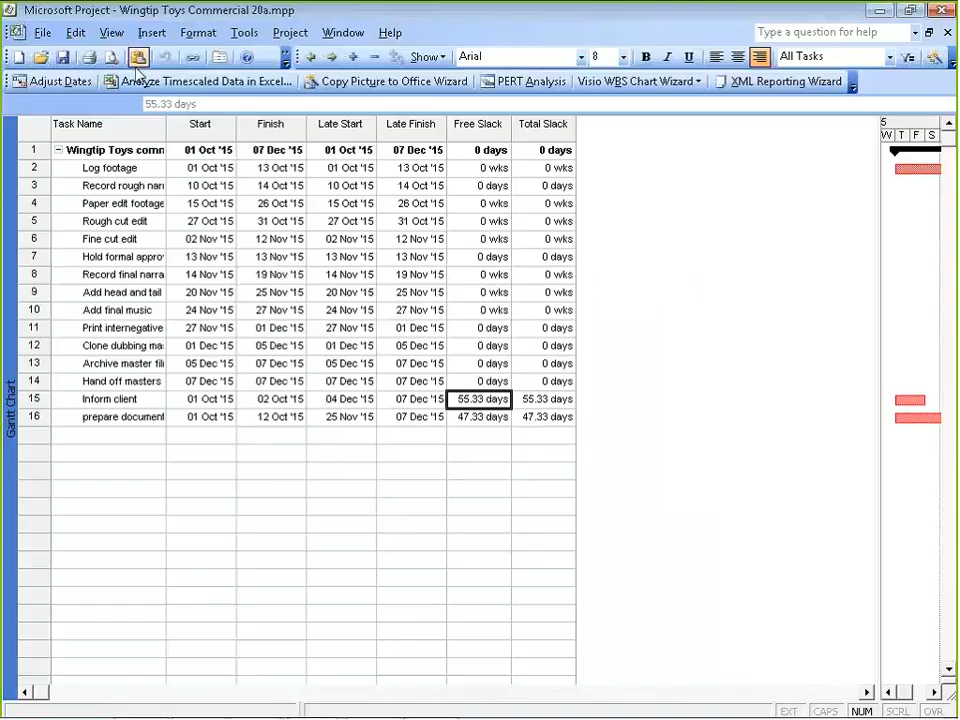 Microsoft Project - Wingtip Toys Commercial 20a.mpp
File Edit View Insert Format Tools Project Window Help Type a question for help
Show Arial 8 B I U All Tasks
Adjust Dates Analyze Timescaled Data in Excel... Copy Picture to Office Wizard PERT Analysis Visio WBS Chart Wizard XML Reporting Wizard
55.33 days
Task Name Start Finish Late Start Late Finish Free Slack Total Slack 5
W T F S
1 Wingtip Toys comn 01 Oct '15 07 Dec '15 01 Oct '15 07 Dec '15 0 days 0 days
2 Log footage 01 Oct '15 13 Oct '15 01 Oct '15 13 Oct '15 0 wks 0 wks
3 Record rough narr 10 Oct '15 14 Oct '15 10 Oct '15 14 Oct '15 0 days 0 days
4 Paper edit footage 15 Oct '15 26 Oct '15 15 Oct '15 26 Oct '15 0 wks 0 wks
5 Rough cut edit 27 Oct '15 31 Oct '15 27 Oct '15 31 Oct '15 0 wks 0 wks
6 Fine cut edit 02 Nov '15 12 Nov '15 02 Nov '15 12 Nov '15 0 wks 0 wks
7 Hold formal appro 13 Nov '15 13 Nov '15 13 Nov '15 13 Nov '15 0 days 0 days
8 Record final narra 14 Nov '15 19 Nov '15 14 Nov '15 19 Nov '15 0 wks 0 wks
9 Add head and tail 20 Nov '15 25 Nov '15 20 Nov '15 25 Nov '15 0 wks 0 wks
10 Add final music 24 Nov '15 27 Nov '15 24 Nov '15 27 Nov '15 0 wks 0 wks
11 Print internegative 27 Nov '15 01 Dec '15 27 Nov '15 01 Dec '15 0 days 0 days
12 Clone dubbing ma 01 Dec '15 05 Dec '15 01 Dec '15 05 Dec '15 0 days 0 days
13 Archive master fil 05 Dec '15 07 Dec '15 05 Dec '15 07 Dec '15 0 days 0 days
14 Hand off masters 07 Dec '15 07 Dec '15 07 Dec '15 07 Dec '15 0 days 0 days
15 Inform client 01 Oct '15 02 Oct '15 04 Dec '15 07 Dec '15 55.33 days 55.33 days
16 prepare document 01 Oct '15 12 Oct '15 25 Nov '15 07 Dec '15 47.33 days 47.33 days
Gantt Chart
EXT CAPS NUM SCRL OVR